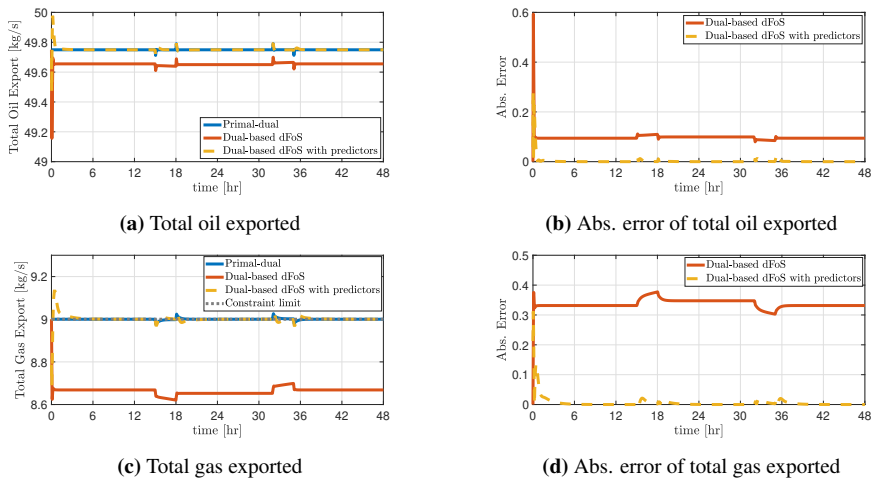 Total Oil Export [kg/s]
50
49.8
49.6
49.4
49.2
49
0 6 12 18 24 30 36 42 48
time [hr]
Primal-dual
Dual-based dFoS
Dual-based dFoS with predictors
(a) Total oil exported
Abs. Error
0.6
0.4
0.2
0
0 6 12 18 24 30 36 42 48
time [hr]
Dual-based dFoS
Dual-based dFoS with predictors
(b) Abs. error of total oil exported
Total Gas Export [kg/s]
9.2
9
8.8
8.6
0 6 12 18 24 30 36 42 48
time [hr]
Primal-dual
Dual-based dFoS
Dual-based dFoS with predictors
Constraint limit
(c) Total gas exported
Abs. Error
0.5
0.4
0.3
0.2
0.1
0
0 6 12 18 24 30 36 42 48
time [hr]
Dual-based dFoS
Dual-based dFoS with predictors
(d) Abs. error of total gas exported